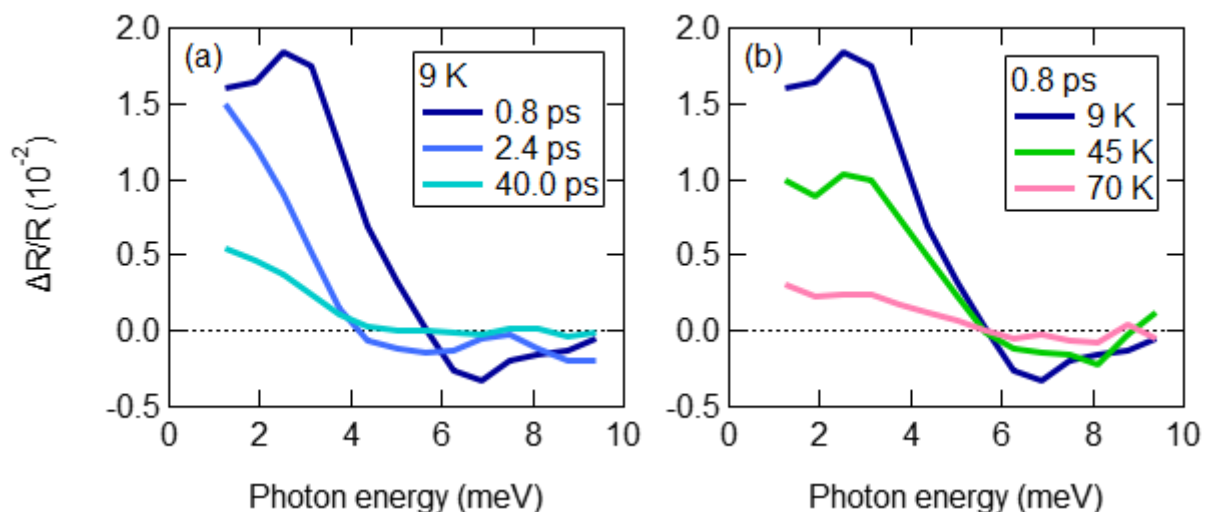 (a)
9 K
0.8 ps
2.4 ps
40.0 ps
2.0
1.5
1.0
0.5
0.0
-0.5
ΔR/R (10⁻²)
0 2 4 6 8 10
Photon energy (meV)
(b)
0.8 ps
9 K
45 K
70 K
2.0
1.5
1.0
0.5
0.0
-0.5
0 2 4 6 8 10
Photon energy (meV)